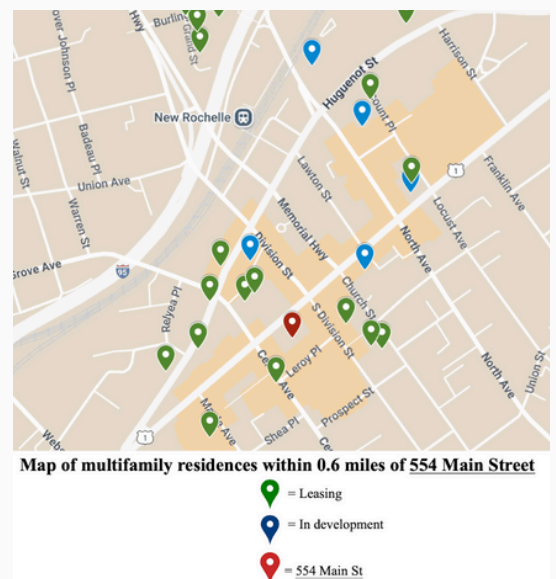 Burling
Hwy
Grand St
over Johnson Pl
Harrison St
Huguenot St
New Rochelle
Badeau Pl
Walnut St
Union Ave
Lawton St
1
Franklin Ave
Warren St
Memorial Hwy
Locust Ave
Division St
North Ave
Grove Ave
95
Relyea Pl
Church St
S Division St
Leroy Pl
North Ave
Union St
Prospect St
Shea Pl
1
Map of multifamily residences within 0.6 miles of 554 Main Street
= Leasing
= In development
= 554 Main St